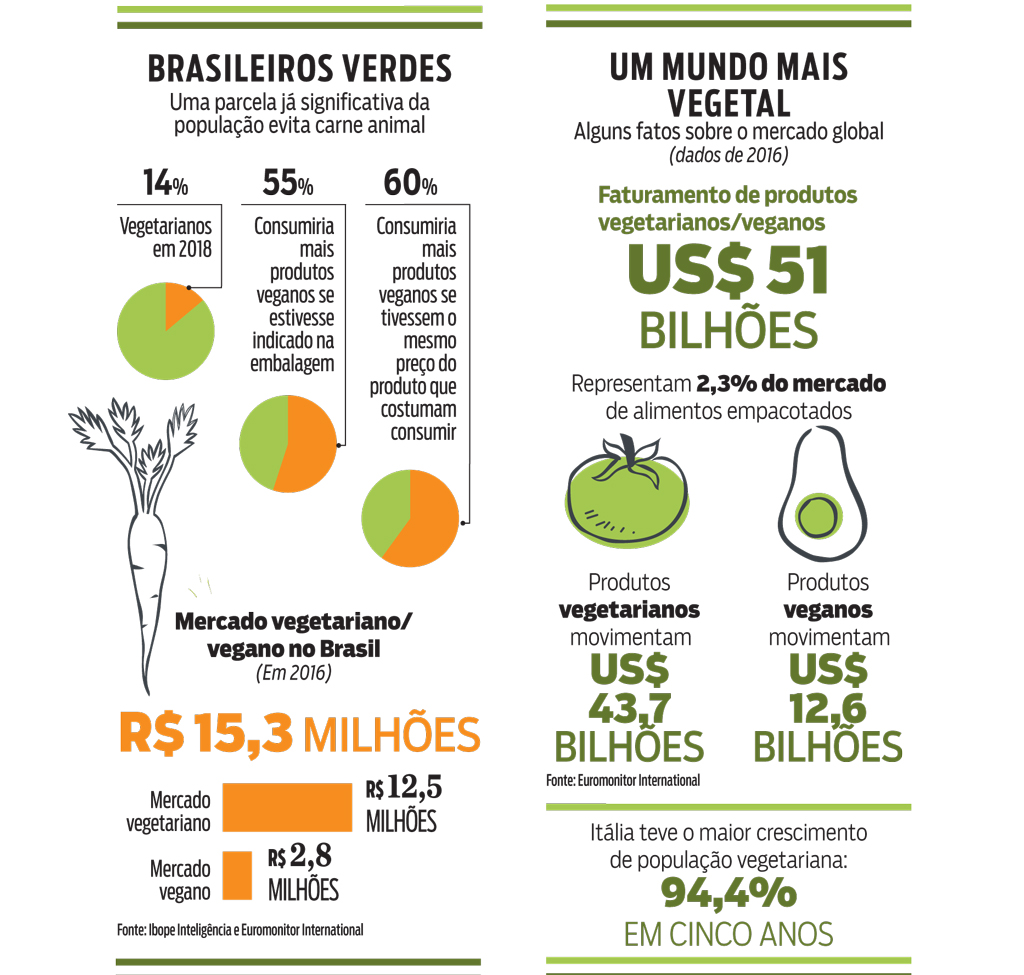 BRASILEIROS VERDES
Uma parcela já significativa da
população evita carne animal
14%
Vegetarianos
em 2018
55%
Consumiria
mais
produtos
veganos se
estivesse
indicado na
embalagem
60%
Consumiria
mais
produtos
veganos se
tivessem o
mesmo
preço do
produto que
costumam
consumir
Mercado vegetariano/
vegano no Brasil
(Em 2016)
R$ 15,3 MILHÕES
Mercado
vegetariano
R$ 12,5
MILHÕES
Mercado
vegano
R$ 2,8
MILHÕES
Fonte: Ibope Inteligência e Euromonitor International
UM MUNDO MAIS
VEGETAL
Alguns fatos sobre o mercado global
(dados de 2016)
Faturamento de produtos
vegetarianos/veganos
US$ 51
BILHÕES
Representam 2,3% do mercado
de alimentos empacotados
Produtos
vegetarianos
movimentam
US$
43,7
BILHÕES
Produtos
veganos
movimentam
US$
12,6
BILHÕES
Fonte: Euromonitor International
Itália teve o maior crescimento
de população vegetariana:
94,4%
EM CINCO ANOS